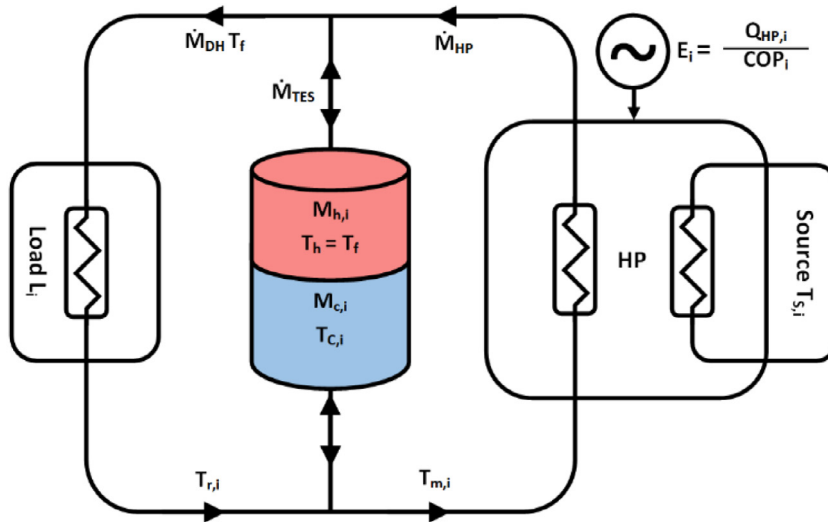 Ṁ_DH T_f
Ṁ_HP
E_i = Q_HP,i / COP_i
Ṁ_TES
M_h,i
T_h = T_f
M_c,i
T_C,i
Load L_i
HP
Source T_S,i
T_r,i
T_m,i